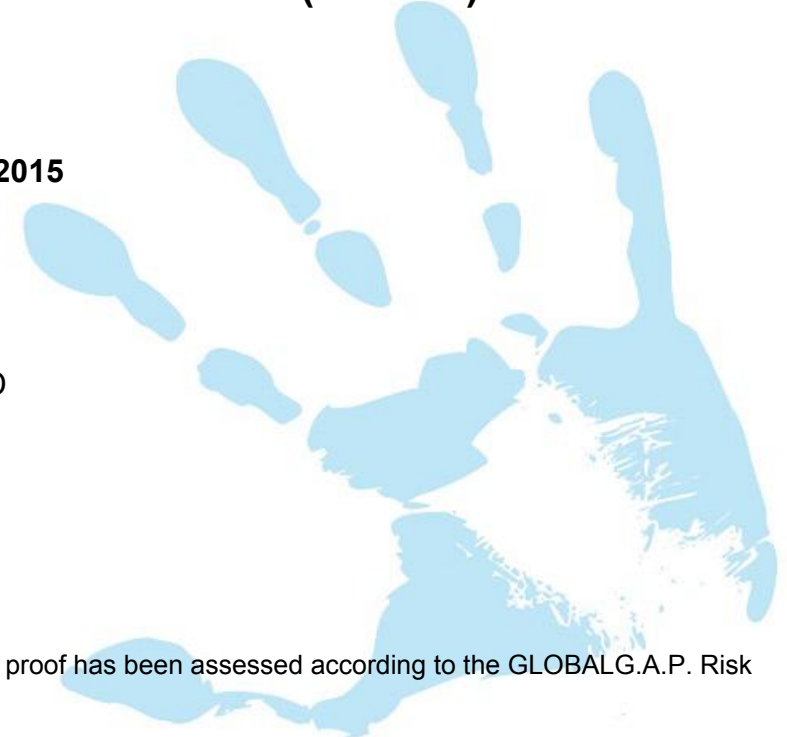 2015
proof has been assessed according to the GLOBALG.A.P. Risk